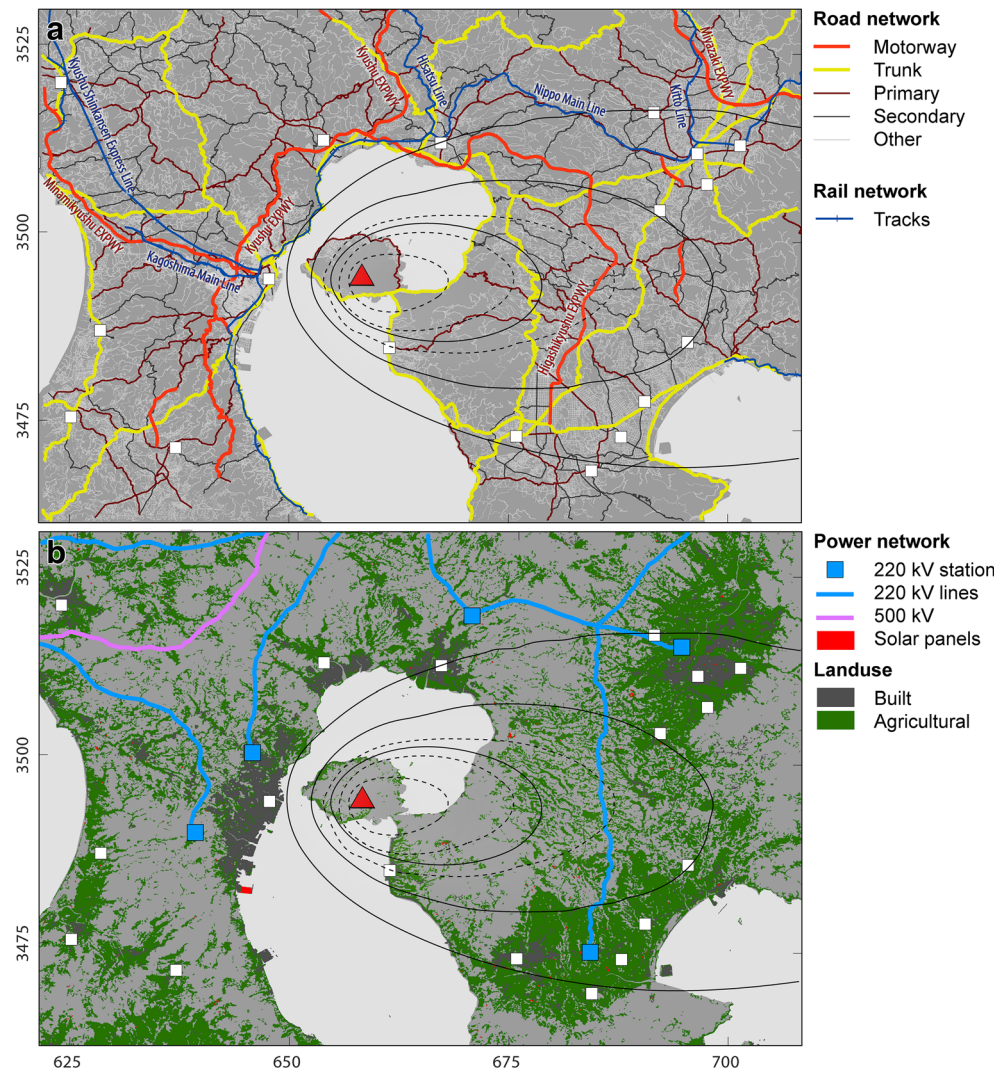 a
3525
3500
3475
Kyushu Shinkansen Express Line
Minamikyushu EXPWY
Kagoshima Main Line
Kyushu EXPWY
Kyushu EXPWY
Hisatsu Line
Nippo Main Line
Kitto Line
Miyazaki EXPWY
Higashikyushu EXPWY
Road network
Motorway
Trunk
Primary
Secondary
Other
Rail network
Tracks
b
3525
3500
3475
625
650
675
700
Power network
220 kV station
220 kV lines
500 kV
Solar panels
Landuse
Built
Agricultural